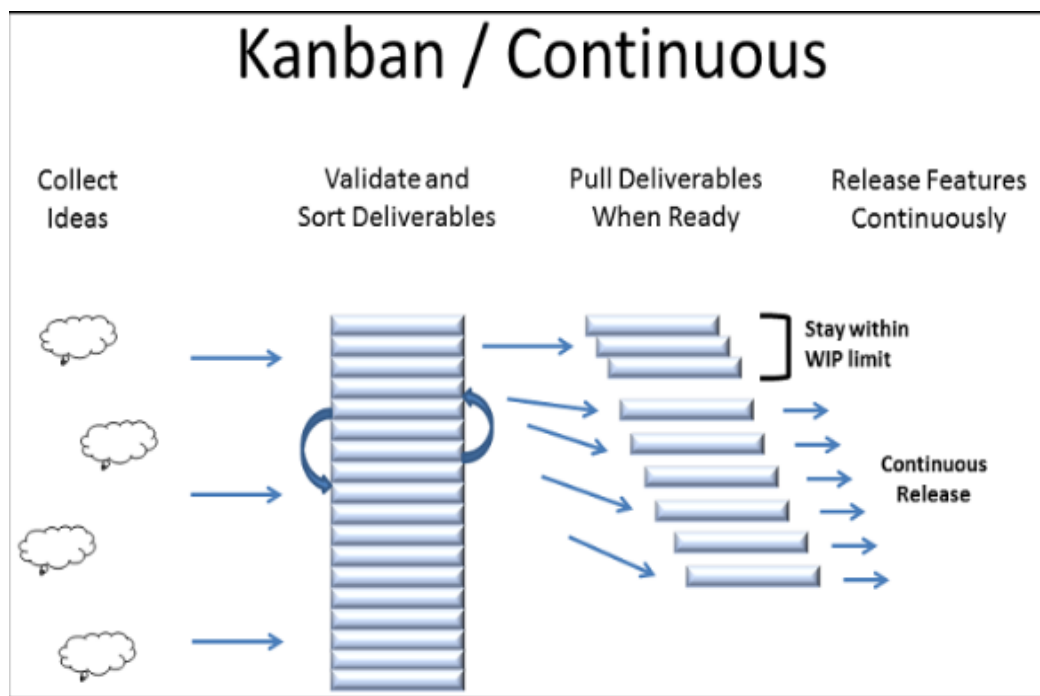 Kanban / Continuous
Collect
Ideas
Validate and
Sort Deliverables
Pull Deliverables
When Ready
Release Features
Continuously
Stay within
WIP limit
Continuous
Release